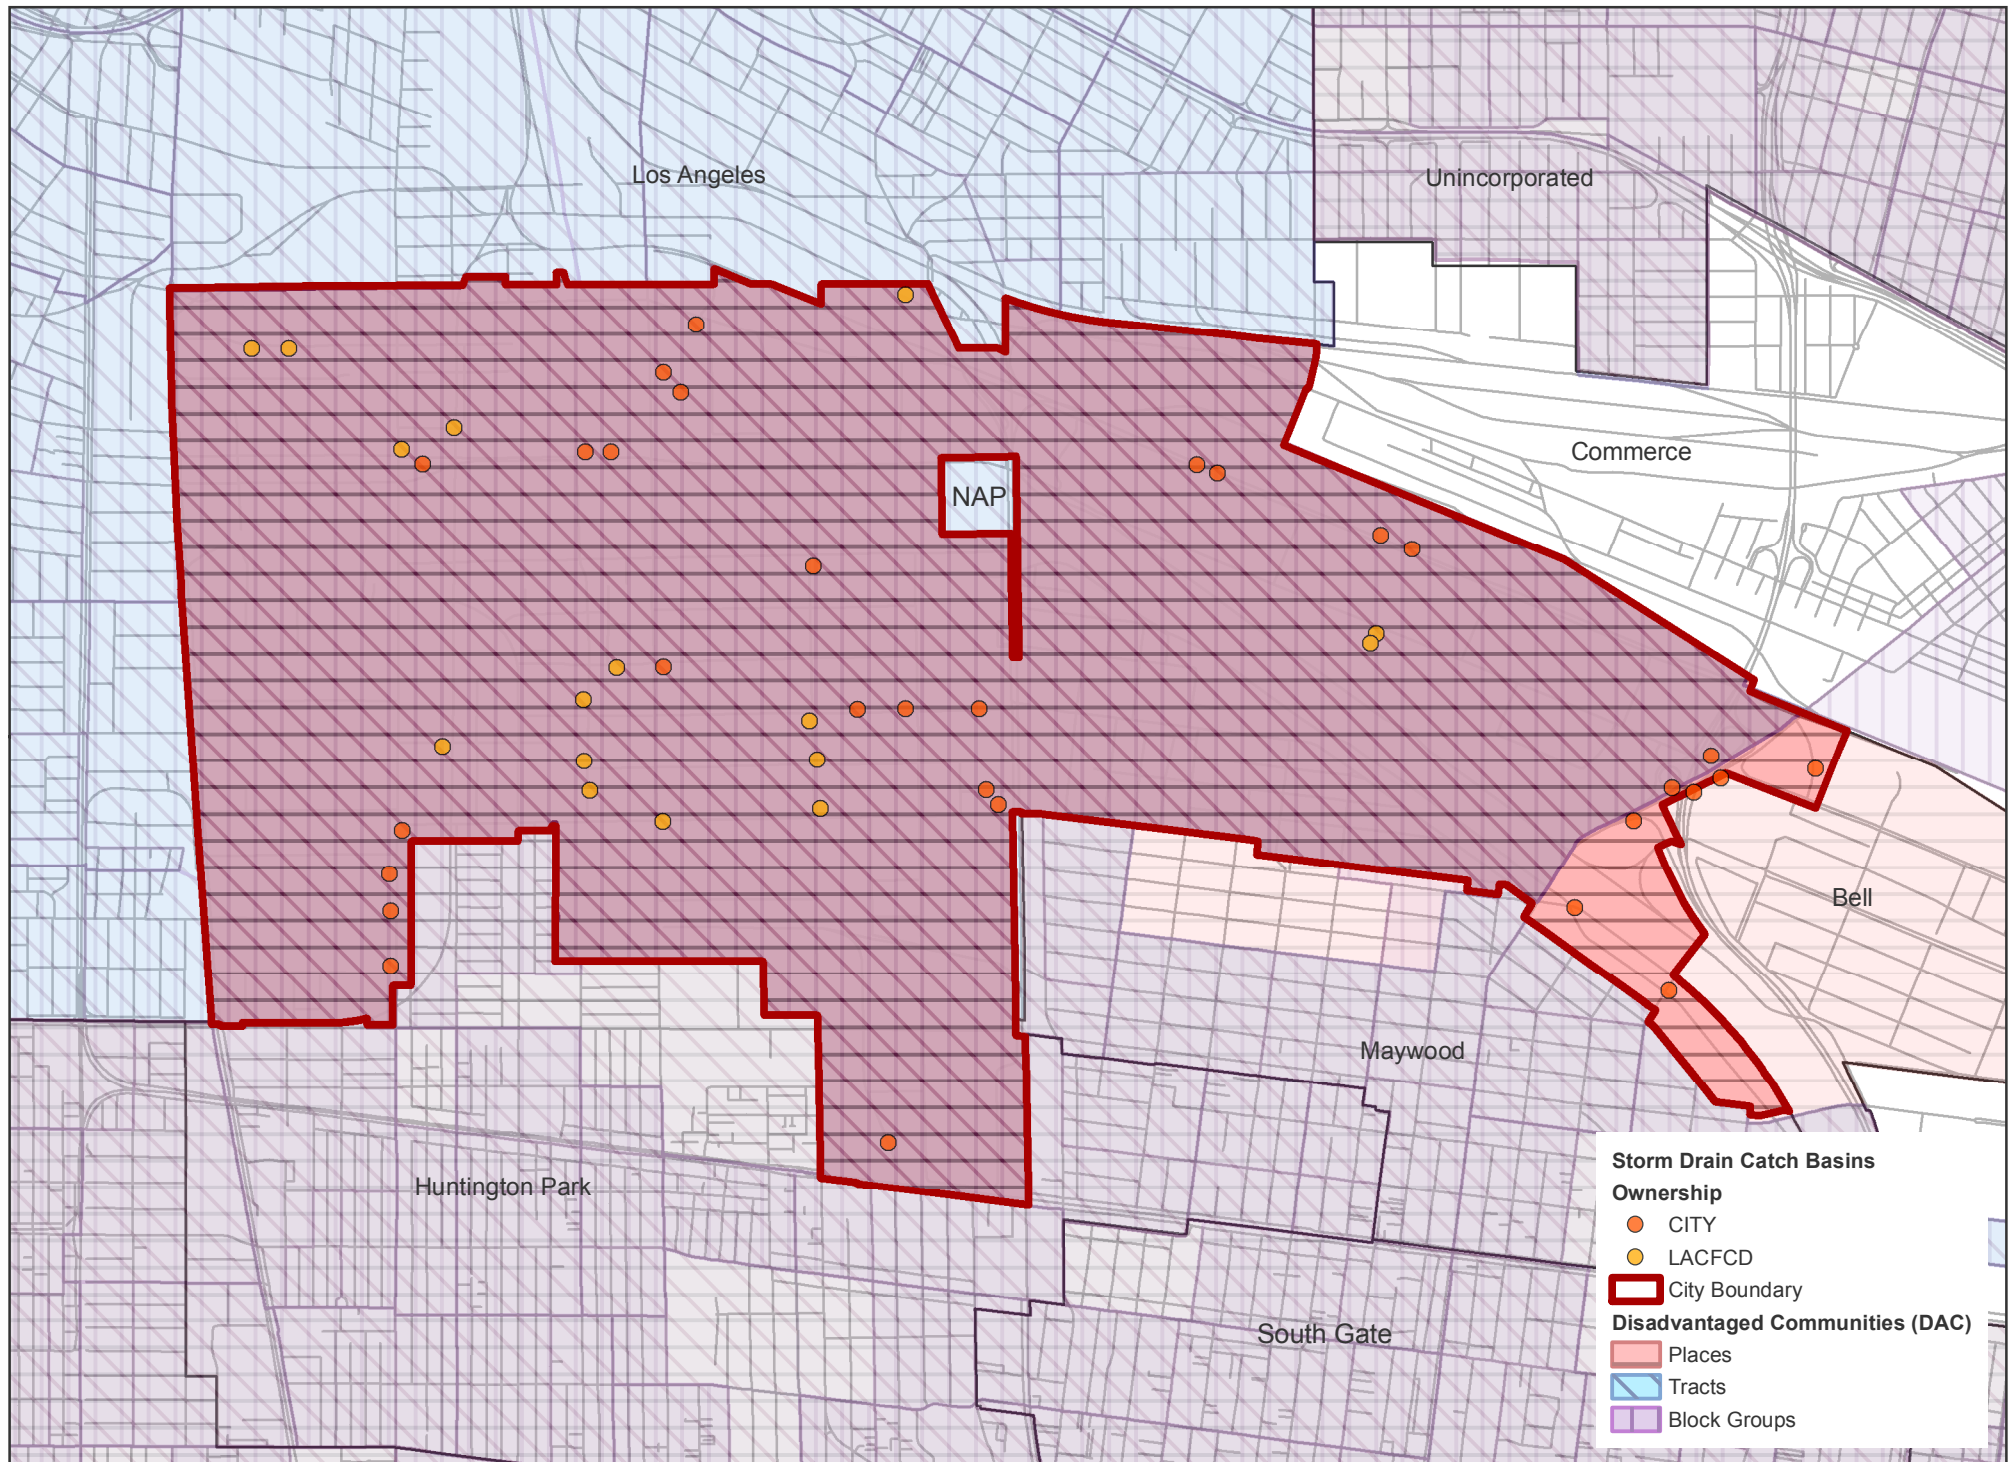 Los Angeles
Unincorporated
Commerce
NAP
Bell
Maywood
Huntington Park
South Gate
Storm Drain Catch Basins
Ownership
CITY
LACFCD
City Boundary
Disadvantaged Communities (DAC)
Places
Tracts
Block Groups